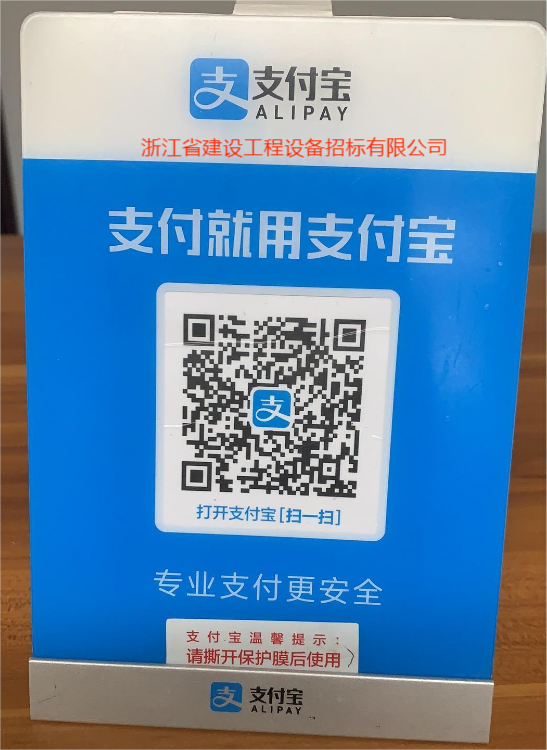 支付宝
ALIPAY
浙江省建设工程设备招标有限公司
支付就用支付宝
支
打开支付宝[扫一扫]
专业支付更安全
支付宝温馨提示：
请撕开保护膜后使用
支付宝
ALIPAY